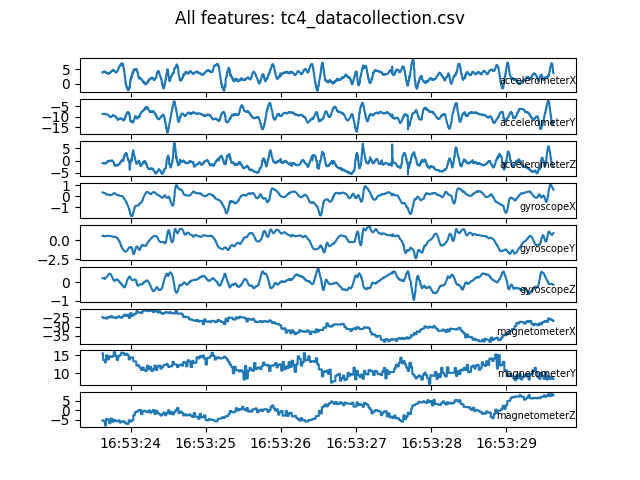 All features: tc4_datacollection.csv
5
0
accelerometerX
−5
−10
−15
accelerometerY
5
0
−5
accelerometerZ
1
0
−1
gyroscopeX
0.0
−2.5
gyroscopeY
0
−1
gyroscopeZ
−25
−30
−35
magnetometerX
15
10
magnetometerY
5
0
−5
magnetometerZ
16:53:24 16:53:25 16:53:26 16:53:27 16:53:28 16:53:29